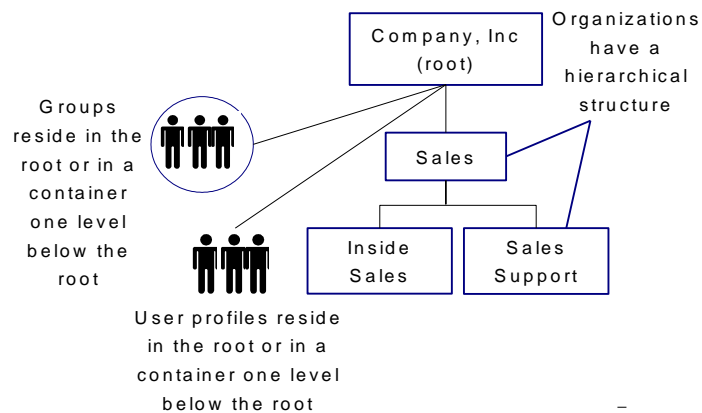 Company, Inc
(root)
Organizations
have a
hierarchical
structure
Groups
reside in the
root or in a
container
one level
below the
root
Sales
Inside
Sales
Sales
Support
User profiles reside
in the root or in a
container one level
below the root